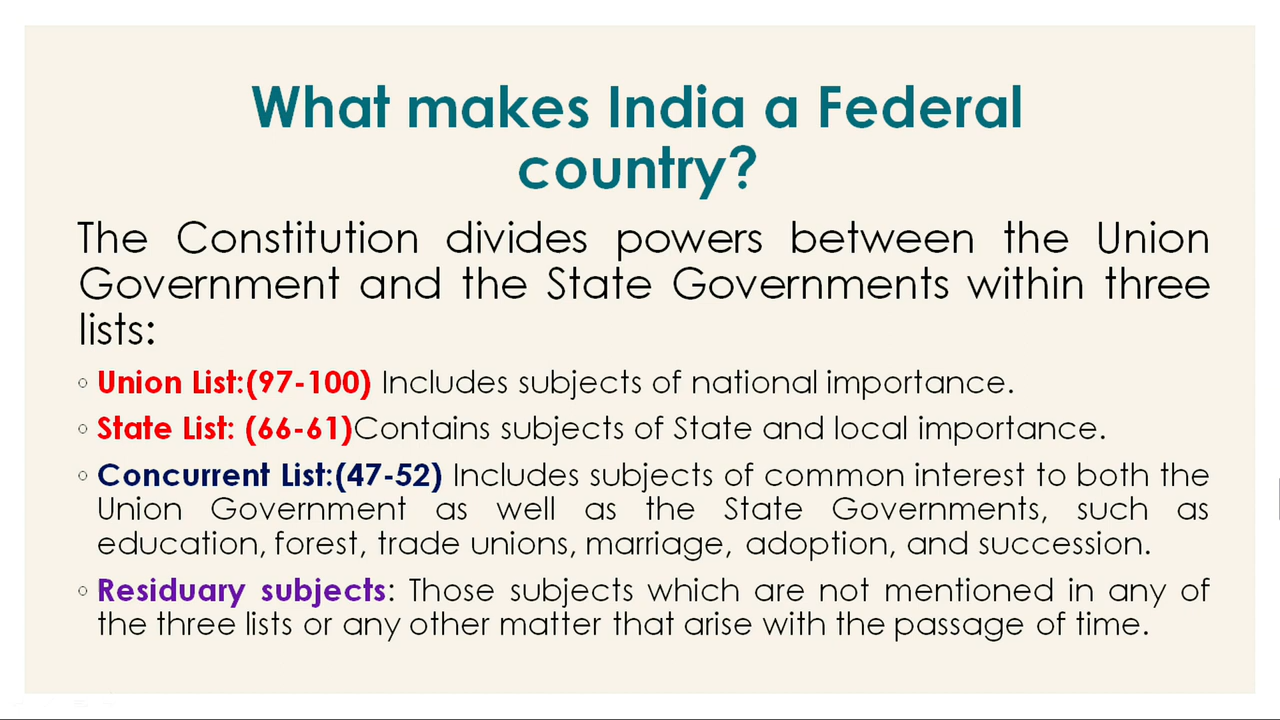 What makes India a Federal
country?
The Constitution divides powers between the Union
Government and the State Governments within three
lists:
◦ Union List:(97-100) Includes subjects of national importance.
◦ State List: (66-61)Contains subjects of State and local importance.
◦ Concurrent List:(47-52) Includes subjects of common interest to both the
Union Government as well as the State Governments, such as
education, forest, trade unions, marriage, adoption, and succession.
◦ Residuary subjects: Those subjects which are not mentioned in any of
the three lists or any other matter that arise with the passage of time.